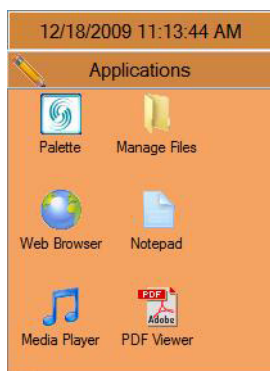 12/18/2009 11:13:44 AM
Applications
Palette Manage Files
Web Browser Notepad
PDF
Adobe
Media Player PDF Viewer